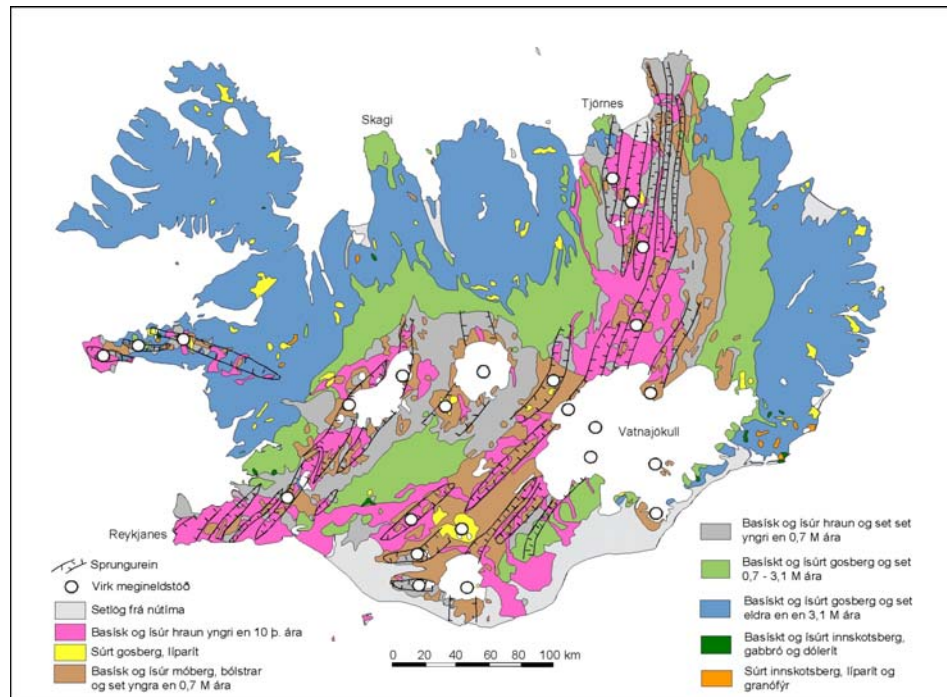 Skagi
Tjörnes
Vatnajökull
Reykjanes
Sprungurein
Virk megineldstöð
Setlög frá nútíma
Basísk og ísúr hraun yngri en 10 þ. ára
Súrt gosberg, líparít
Basísk og ísúr móberg, bólstrar
og set yngra en 0,7 M ára
0 20 40 60 80 100 km
Basísk og ísúr hraun og set set
yngri en 0,7 M ára
Basískt og ísúrt gosberg og set
0,7 - 3,1 M ára
Basískt og ísúrt gosberg og set
eldra en en 3,1 M ára
Basískt og ísúrt innskotsberg,
gabbró og dólerít
Súrt innskotsberg, líparít og
granófýr